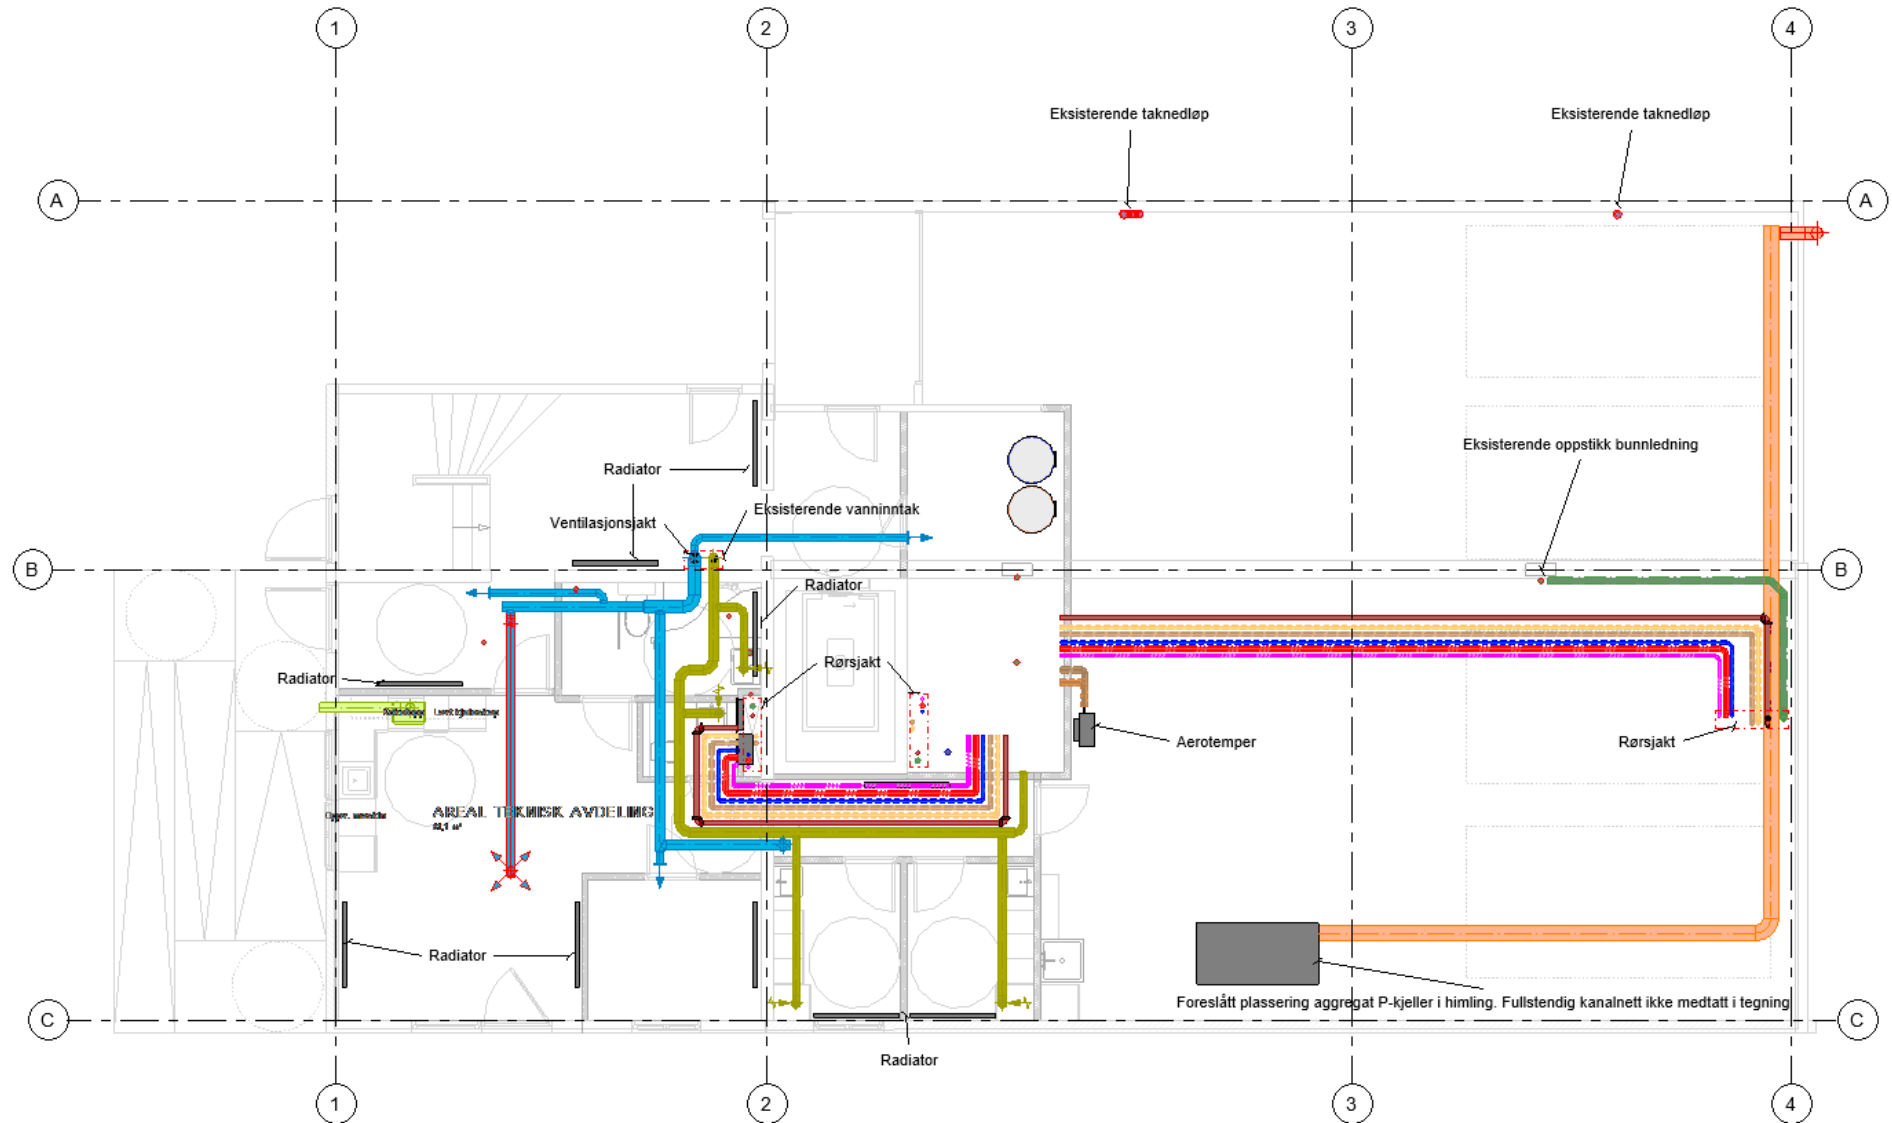 1 2 3 4
Eksisterende taknedløp Eksisterende taknedløp
A A
Eksisterende oppstikk bunnledning
Radiator
Eksisterende vanninntak
Ventilasjonsjakt
B B
Radiator
Rørsjakt
Radiator
Aerotemper Rørsjakt
AREAL TEKNISK AVDELING
Radiator
Foreslått plassering aggregat P-kjeller i himling. Fullstendig kanalnett ikke medtatt i tegning
C C
Radiator
1 2 3 4